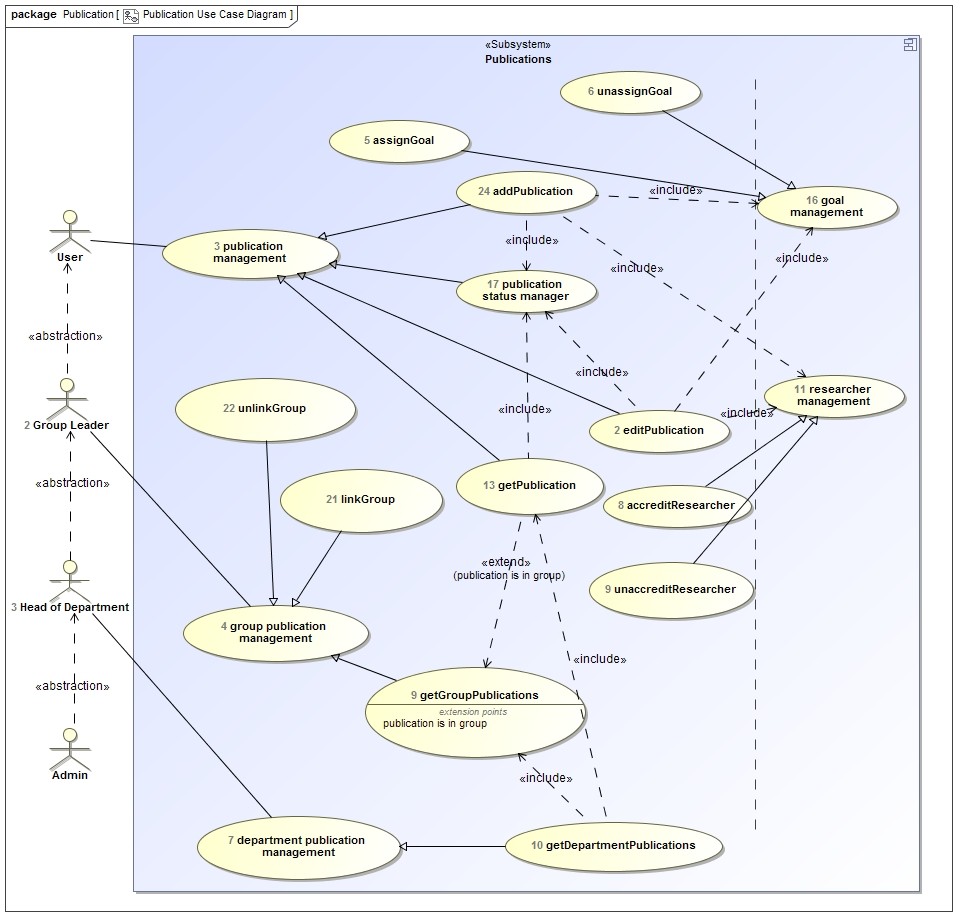 package Publication [ Publication Use Case Diagram ]
«Subsystem»
Publications
6 unassignGoal
5 assignGoal
24 addPublication
«include»
16 goal
management
User
3 publication
management
«include»
«include»
«include»
17 publication
status manager
«abstraction»
«include»
11 researcher
management
22 unlinkGroup
«include»
«include»
2 Group Leader
2 editPublication
«abstraction»
13 getPublication
21 linkGroup
8 accreditResearcher
«extend»
(publication is in group)
9 unaccreditResearcher
3 Head of Department
4 group publication
management
«include»
«abstraction»
9 getGroupPublications
extension points
publication is in group
Admin
«include»
7 department publication
management
10 getDepartmentPublications